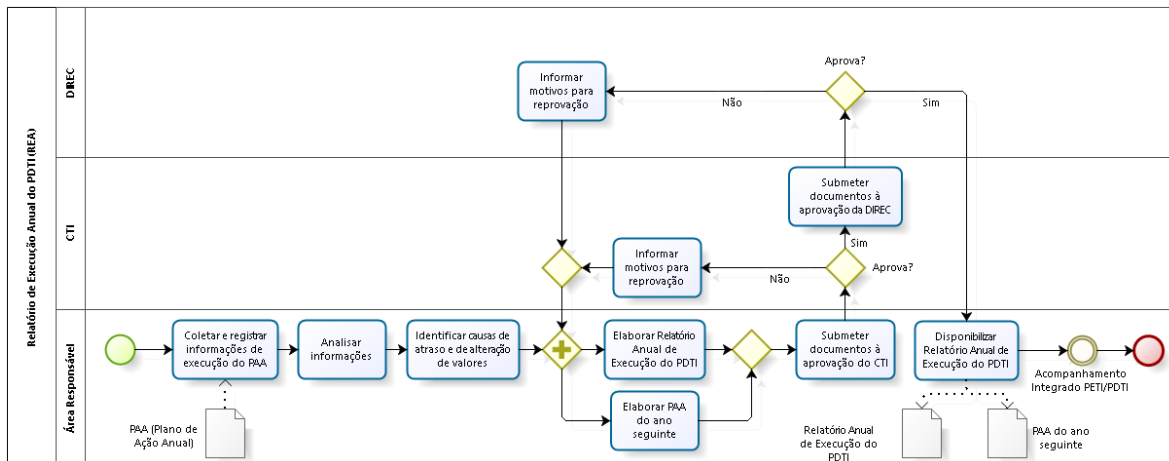 Relatório de Execução Anual do PDTI(REA)
DIREC
Informar
motivos para
reprovação
Aprova?
Não
Sim
CTI
Submeter
documentos à
aprovação da DIREC
Sim
Informar
motivos para
reprovação
Não
Aprova?
Área Responsável
Coletar e registrar
informações de
execução do PAA
Analisar
informações
Identificar causas de
atraso e de alteração
de valores
Elaborar Relatório
Anual de
Execução do PDTI
Elaborar PAA
do ano
seguinte
Submeter
documentos à
aprovação do CTI
Disponibilizar
Relatório Anual de
Execução do PDTI
Acompanhamento
Integrado PETI/PDTI
PAA (Plano de
Ação Anual)
Relatório Anual
de Execução do
PDTI
PAA do ano
seguinte